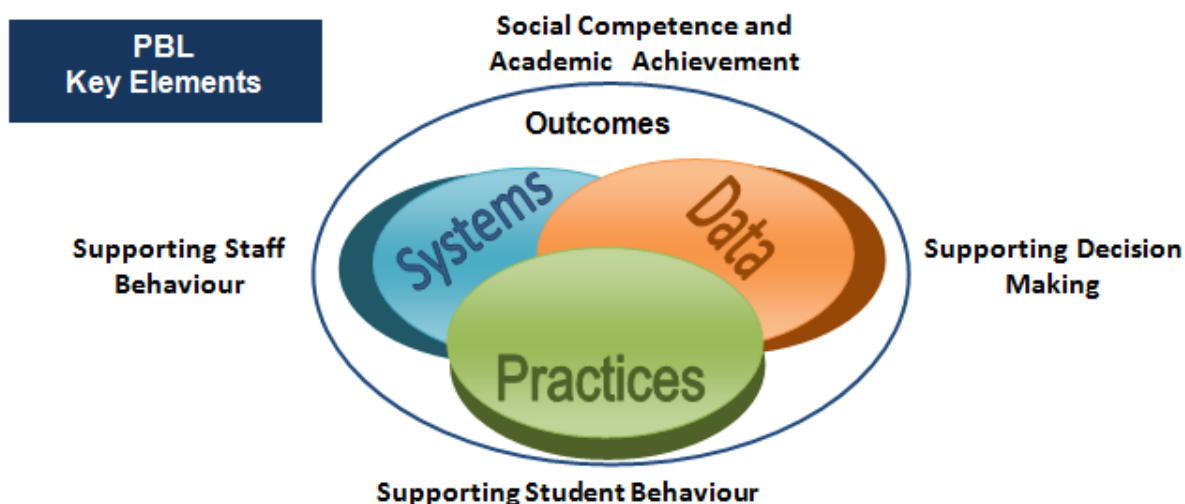 PBL
Key Elements
Social Competence and
Academic Achievement
Outcomes
Systems
Data
Supporting Staff
Behaviour
Supporting Decision
Making
Practices
Supporting Student Behaviour